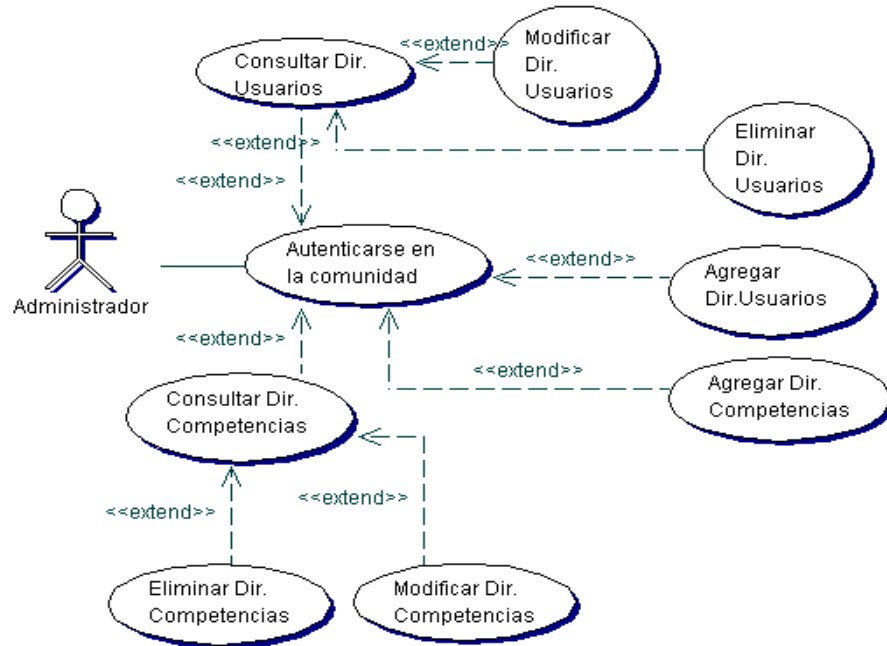 <<extend>>
Modificar
Dir.
Usuarios
Consultar Dir.
Usuarios
<<extend>>
Eliminar
Dir.
Usuarios
<<extend>>
Autenticarse en
la comunidad
<<extend>>
Agregar
Dir.Usuarios
Administrador
<<extend>>
<<extend>>
Agregar Dir.
Competencias
Consultar Dir.
Competencias
<<extend>>
<<extend>>
Eliminar Dir.
Competencias
Modificar Dir.
Competencias